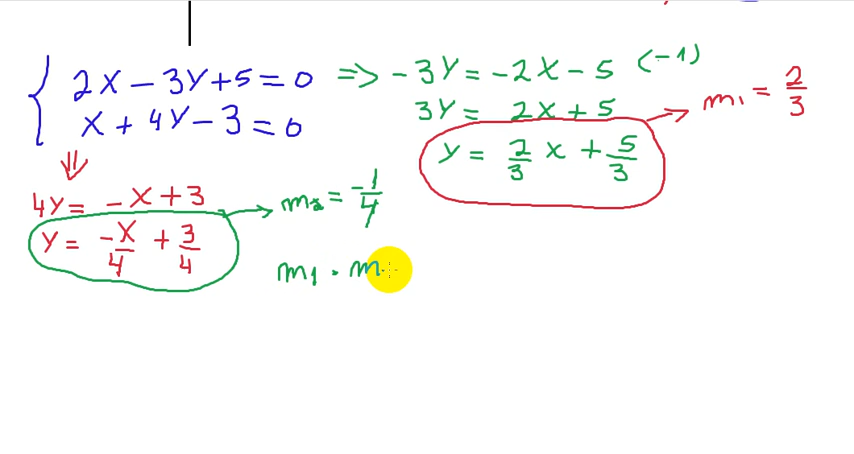 2X - 3Y + 5 = 0 => -3Y = -2X - 5 (-1)
X + 4Y - 3 = 0
3Y = 2X + 5
Y = 2/3 X + 5/3
m1 = 2/3
4Y = -X + 3
Y = -X/4 + 3/4
m2 = -1/4
m1 . m